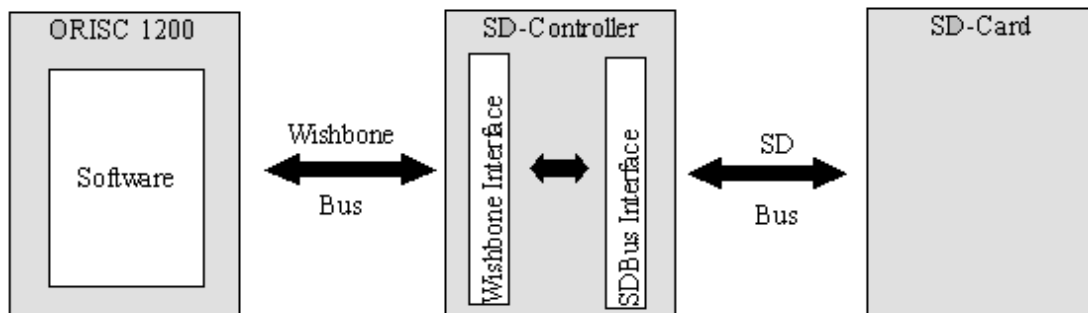 ORISC 1200
Software
Wishbone
Bus
SD-Controller
Wishbone Interface
SDBus Interface
SD
Bus
SD-Card